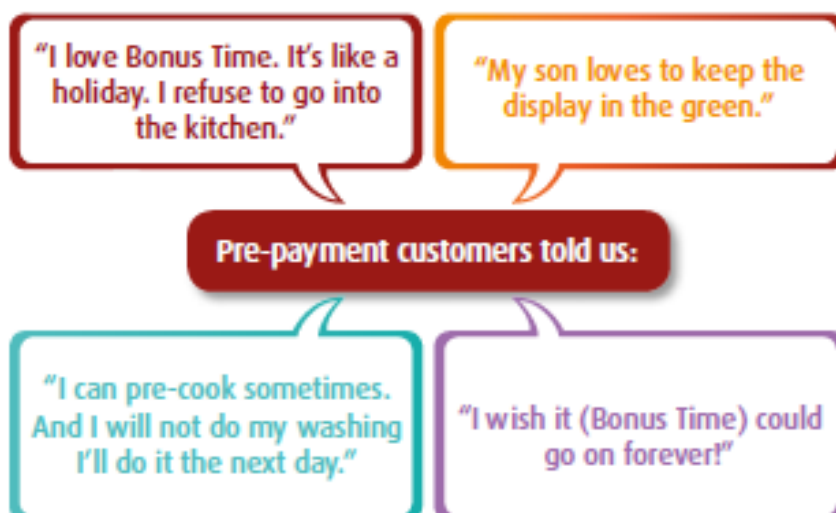 “I love Bonus Time. It’s like a
holiday. I refuse to go into
the kitchen.”
“My son loves to keep the
display in the green.”
Pre-payment customers told us:
“I can pre-cook sometimes.
And I will not do my washing
I’ll do it the next day.”
“I wish it (Bonus Time) could
go on forever!”